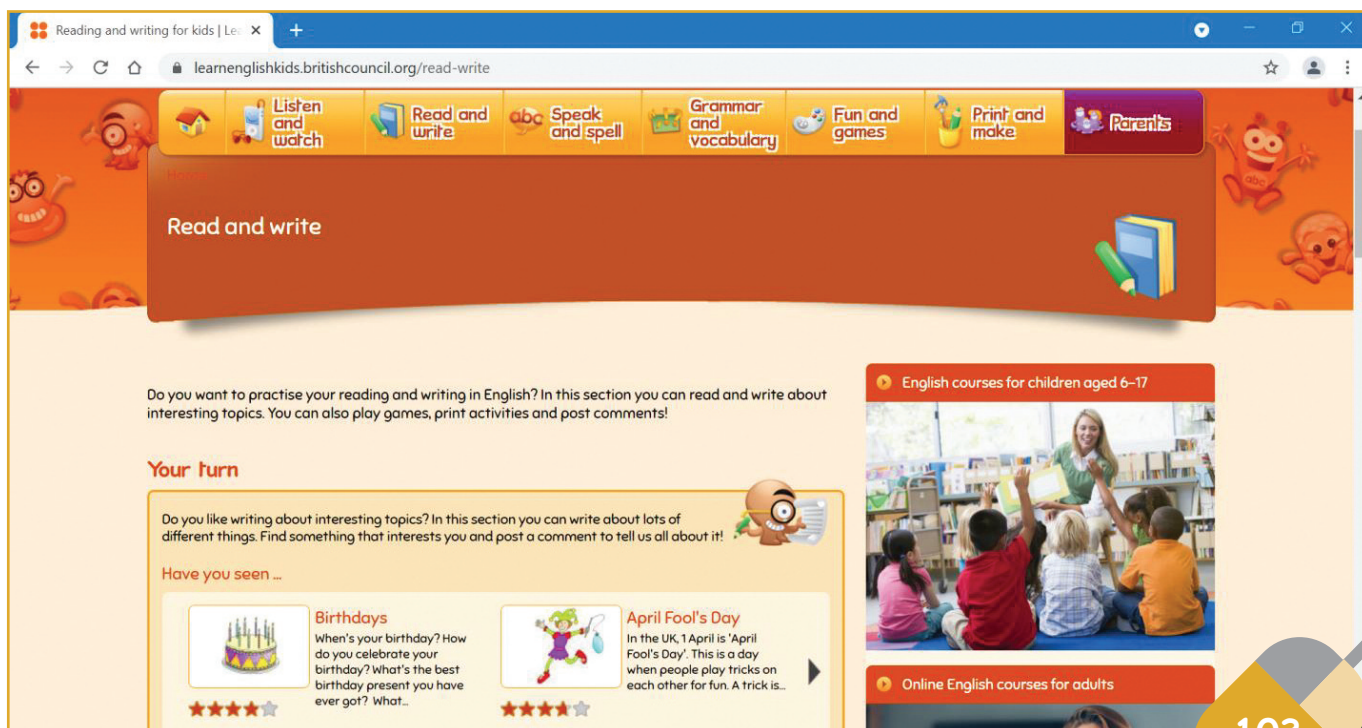 Reading and writing for kids | Le
learnenglishkids.britishcouncil.org/read-write
Listen
and
watch
Read and
write
abc
Speak
and spell
Grammar
and
vocabulary
Fun and
games
Print and
make
Parents
abc
Home
Read and write
Do you want to practise your reading and writing in English? In this section you can read and write about
interesting topics. You can also play games, print activities and post comments!
Your turn
Do you like writing about interesting topics? In this section you can write about lots of
different things. Find something that interests you and post a comment to tell us all about it!
Have you seen ...
Birthdays
When's your birthday? How
do you celebrate your
birthday? What's the best
birthday present you have
ever got? What...
April Fool's Day
In the UK, 1 April is 'April
Fool's Day'. This is a day
when people play tricks on
each other for fun. A trick is...
English courses for children aged 6–17
Online English courses for adults